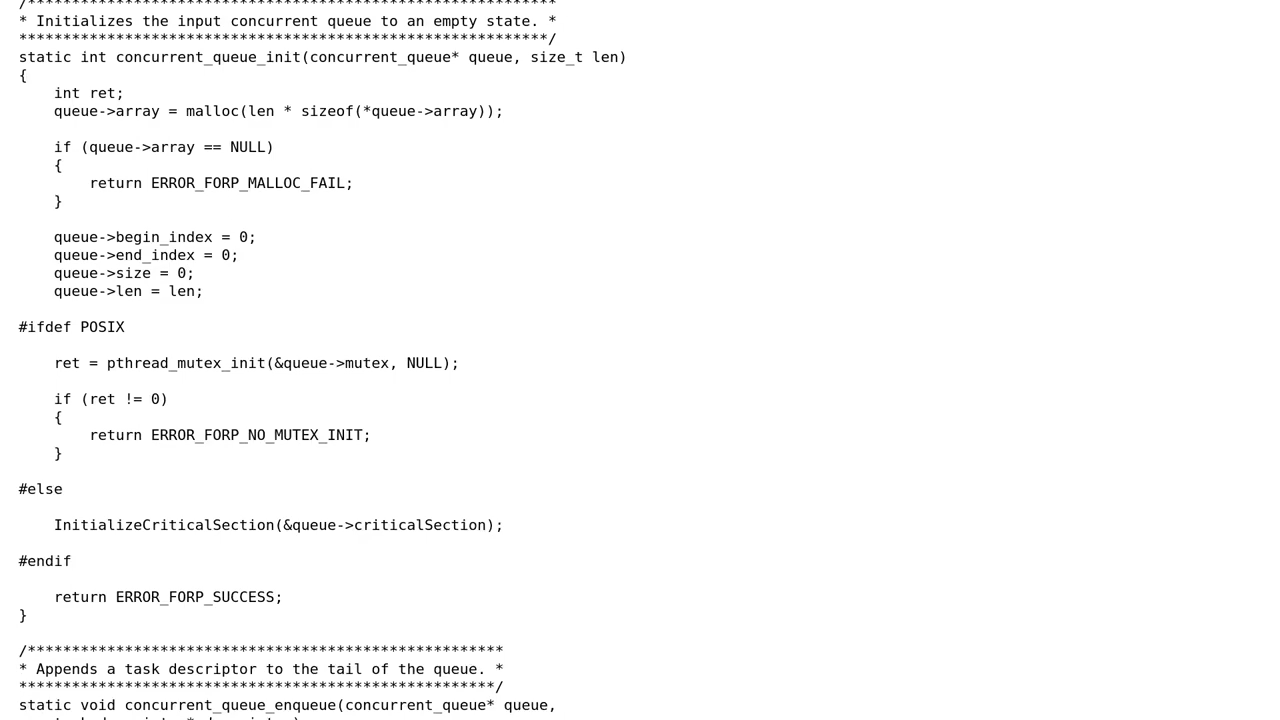 /************************************************************
* Initializes the input concurrent queue to an empty state. *
************************************************************/
static int concurrent_queue_init(concurrent_queue* queue, size_t len)
{
    int ret;
    queue->array = malloc(len * sizeof(*queue->array));

    if (queue->array == NULL)
    {
        return ERROR_FORP_MALLOC_FAIL;
    }

    queue->begin_index = 0;
    queue->end_index = 0;
    queue->size = 0;
    queue->len = len;

#ifdef POSIX

    ret = pthread_mutex_init(&queue->mutex, NULL);

    if (ret != 0)
    {
        return ERROR_FORP_NO_MUTEX_INIT;
    }

#else

    InitializeCriticalSection(&queue->criticalSection);

#endif

    return ERROR_FORP_SUCCESS;
}

/******************************************************
* Appends a task descriptor to the tail of the queue. *
******************************************************/
static void concurrent_queue_enqueue(concurrent_queue* queue,